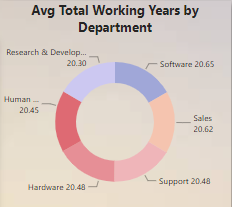 Avg Total Working Years by
Department
Research & Develop...
20.30
Software 20.65
Human ...
20.45
Sales
20.62
Hardware 20.48
Support 20.48